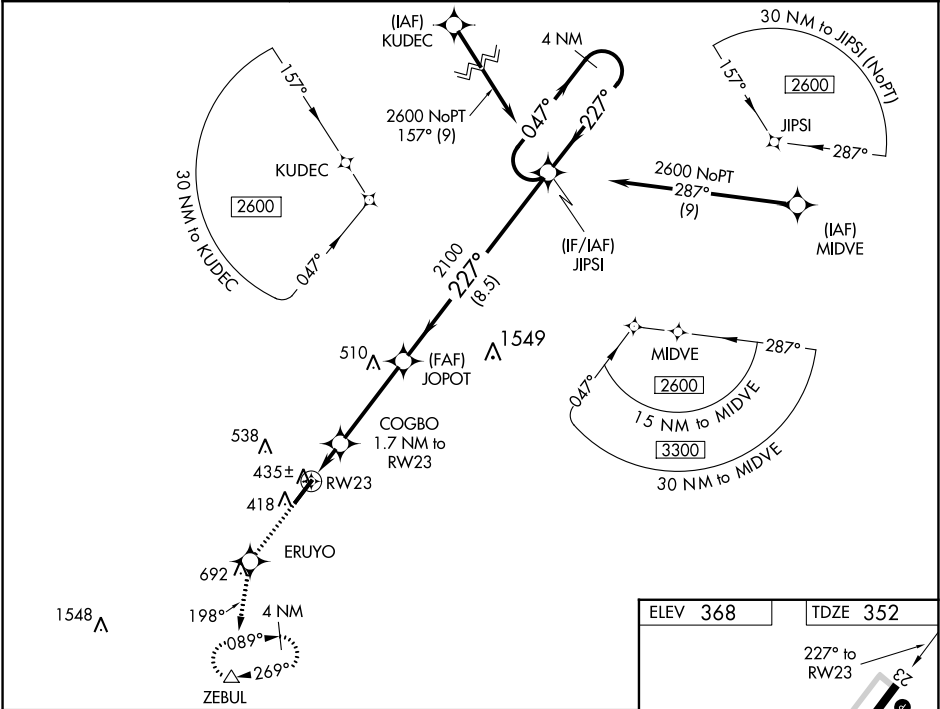 (IAF)
KUDEC
4 NM
2600 NoPT
157° (9)
047°
227°
30 NM to JIPSI (NoPT)
157°
2600
JIPSI
287°
157°
KUDEC
2600
30 NM to KUDEC
047°
2600 NoPT
287°
(9)
(IAF)
MIDVE
(IF/IAF)
JIPSI
2100
227°
(8.5)
510
(FAF)
JOPOT
1549
MIDVE
287°
047°
2600
15 NM to MIDVE
3300
30 NM to MIDVE
COGBO
1.7 NM to
RW23
538
435±
RW23
418
ERUYO
692
1548
198°
4 NM
089°
269°
ZEBUL
ELEV 368
TDZE 352
227° to
RW23
23